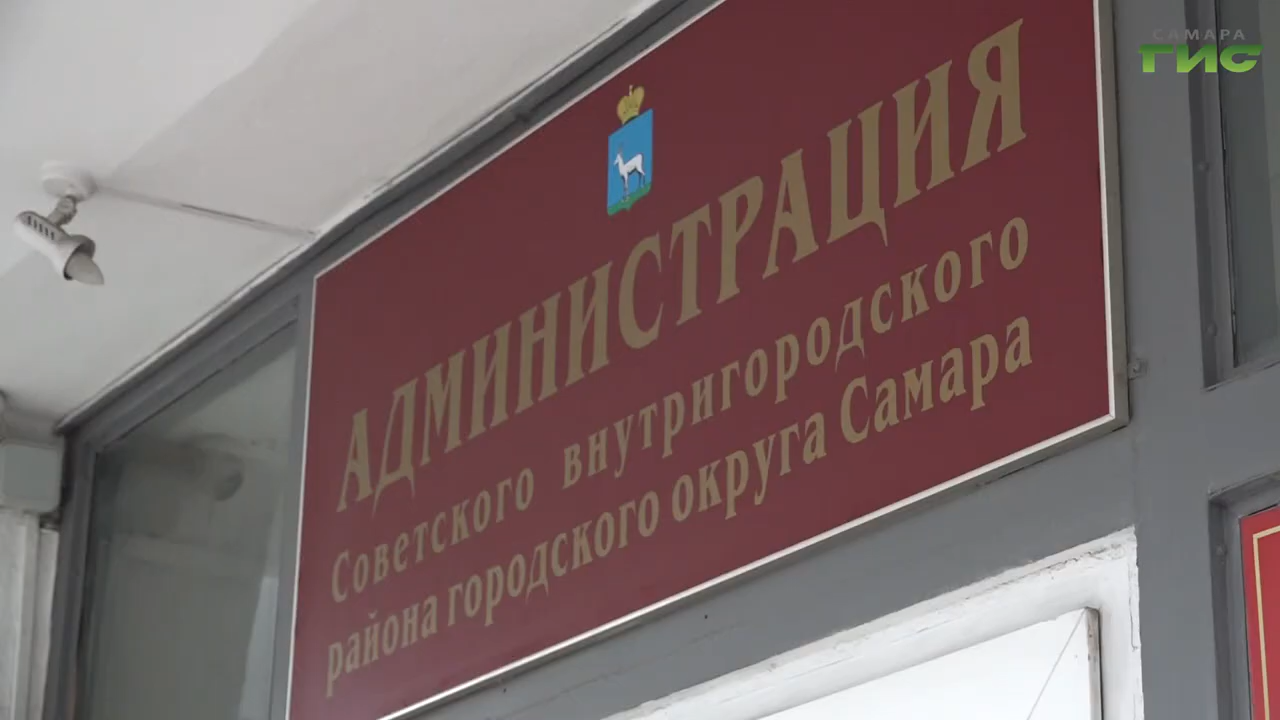 САМАРА
ГИС
АДМИНИСТРАЦИЯ
Советского внутригородского
района городского округа Самара